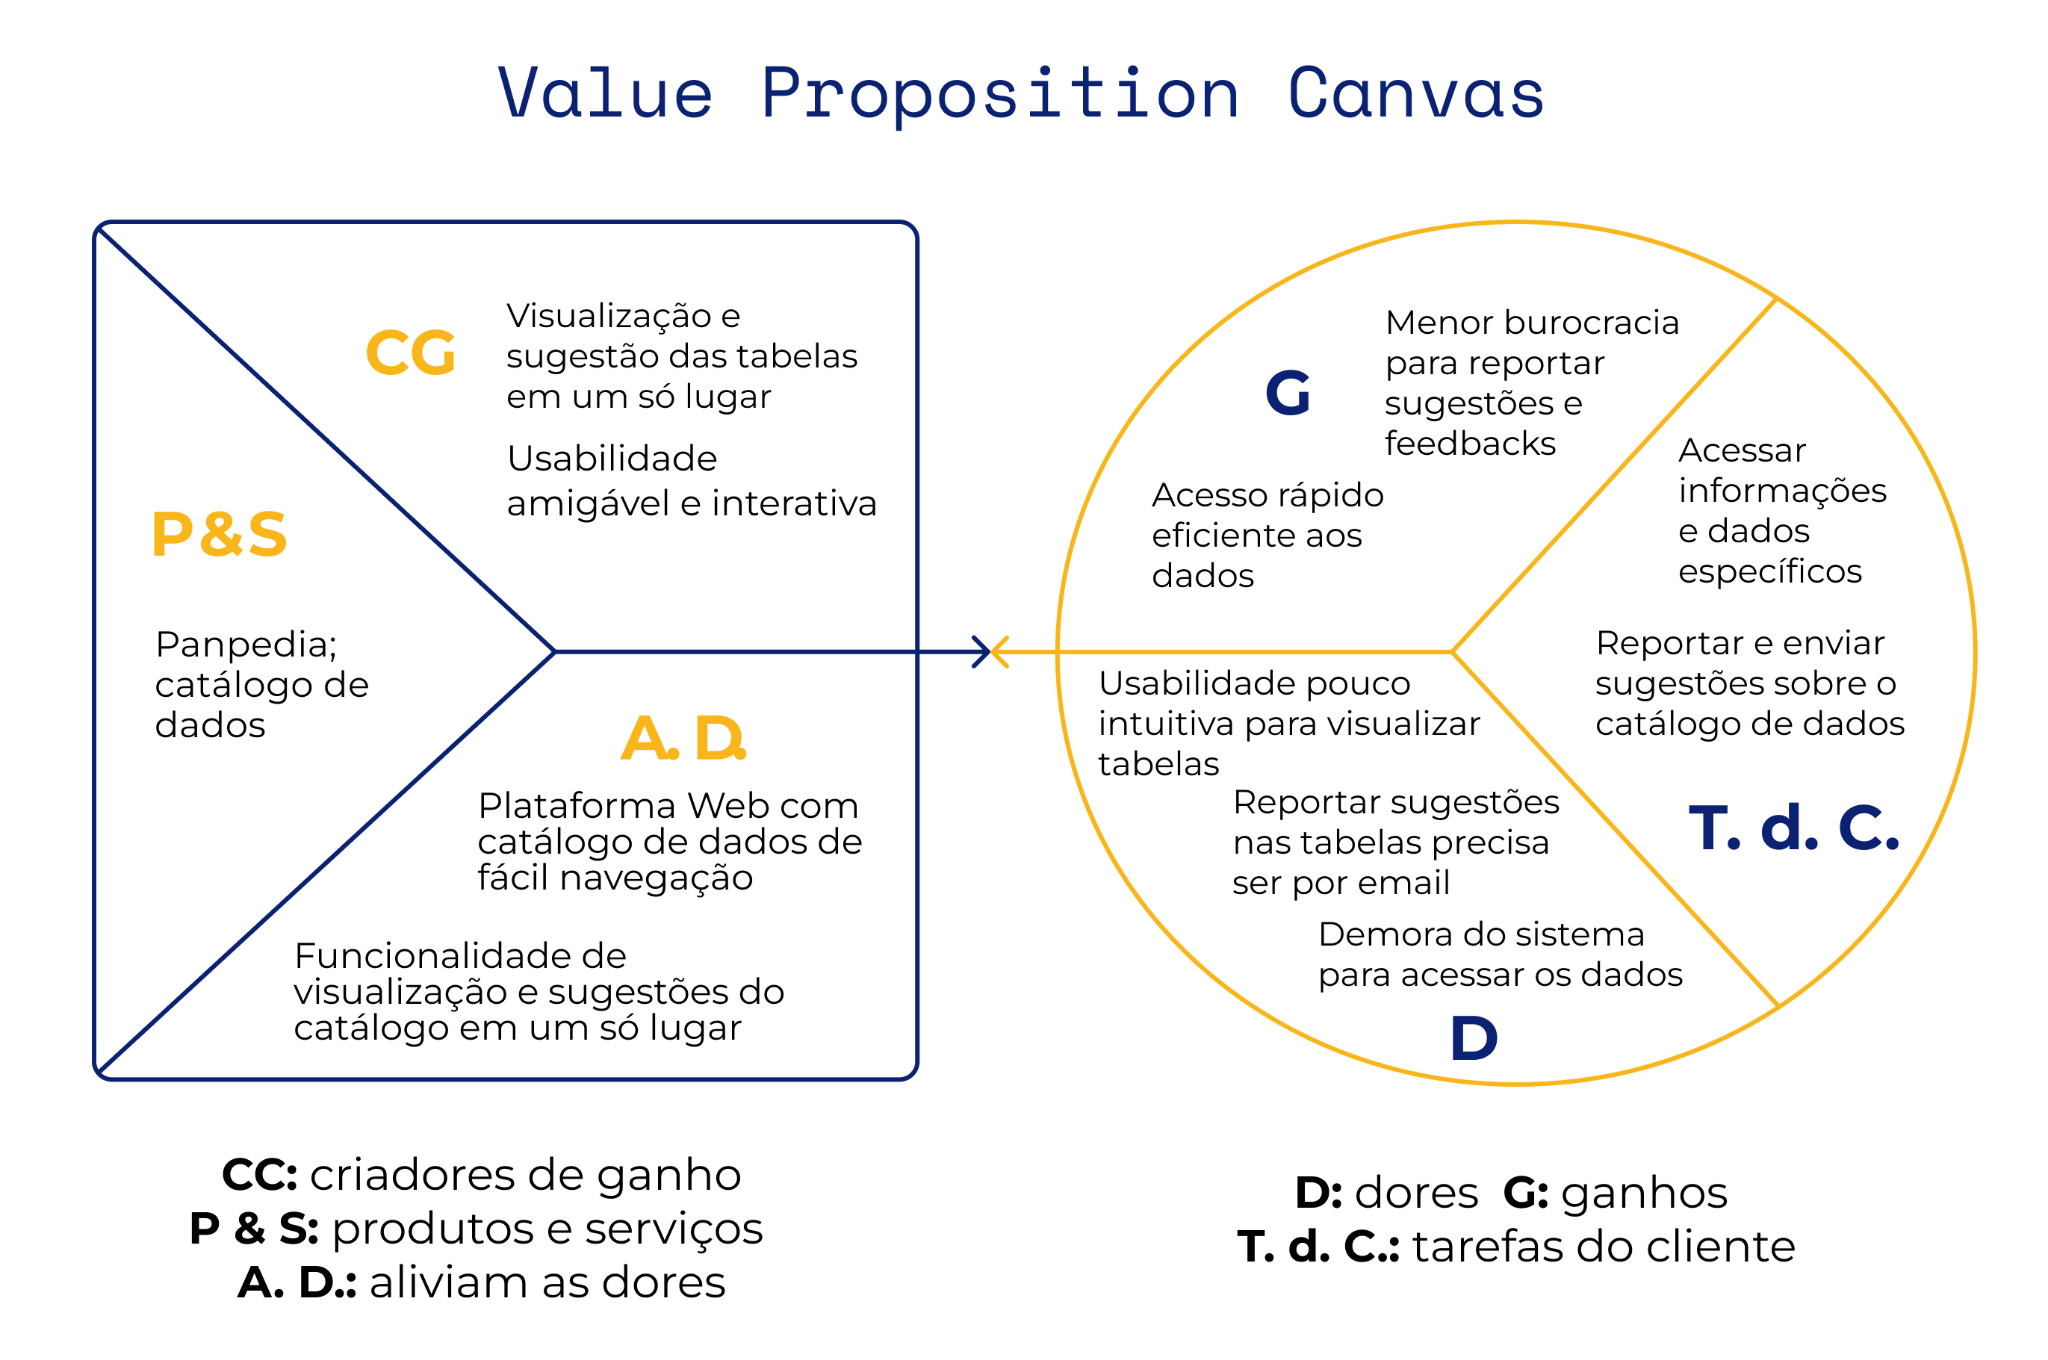 Value Proposition Canvas
CG
Visualização e
sugestão das tabelas
em um só lugar
Usabilidade
amigável e interativa
P & S
Panpedia;
catálogo de
dados
A. D.
Plataforma Web com
catálogo de dados de
fácil navegação
Funcionalidade de
visualização e sugestões do
catálogo em um só lugar
G
Menor burocracia
para reportar
sugestões e
feedbacks
Acesso rápido
eficiente aos
dados
Acessar
informações
e dados
específicos
Reportar e enviar
sugestões sobre o
catálogo de dados
T. d. C.
Usabilidade pouco
intuitiva para visualizar
tabelas
Reportar sugestões
nas tabelas precisa
ser por email
Demora do sistema
para acessar os dados
D
CC: criadores de ganho
P & S: produtos e serviços
A. D.: aliviam as dores
D: dores G: ganhos
T. d. C.: tarefas do cliente